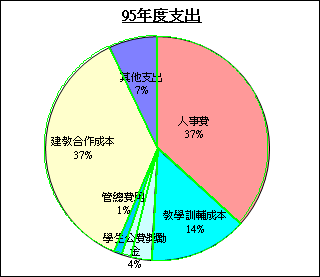 95年度支出
其他支出
7%
人事費
37%
建教合作成本
37%
管總費用
1%
教學訓輔成本
14%
學生公費獎勵
金
4%